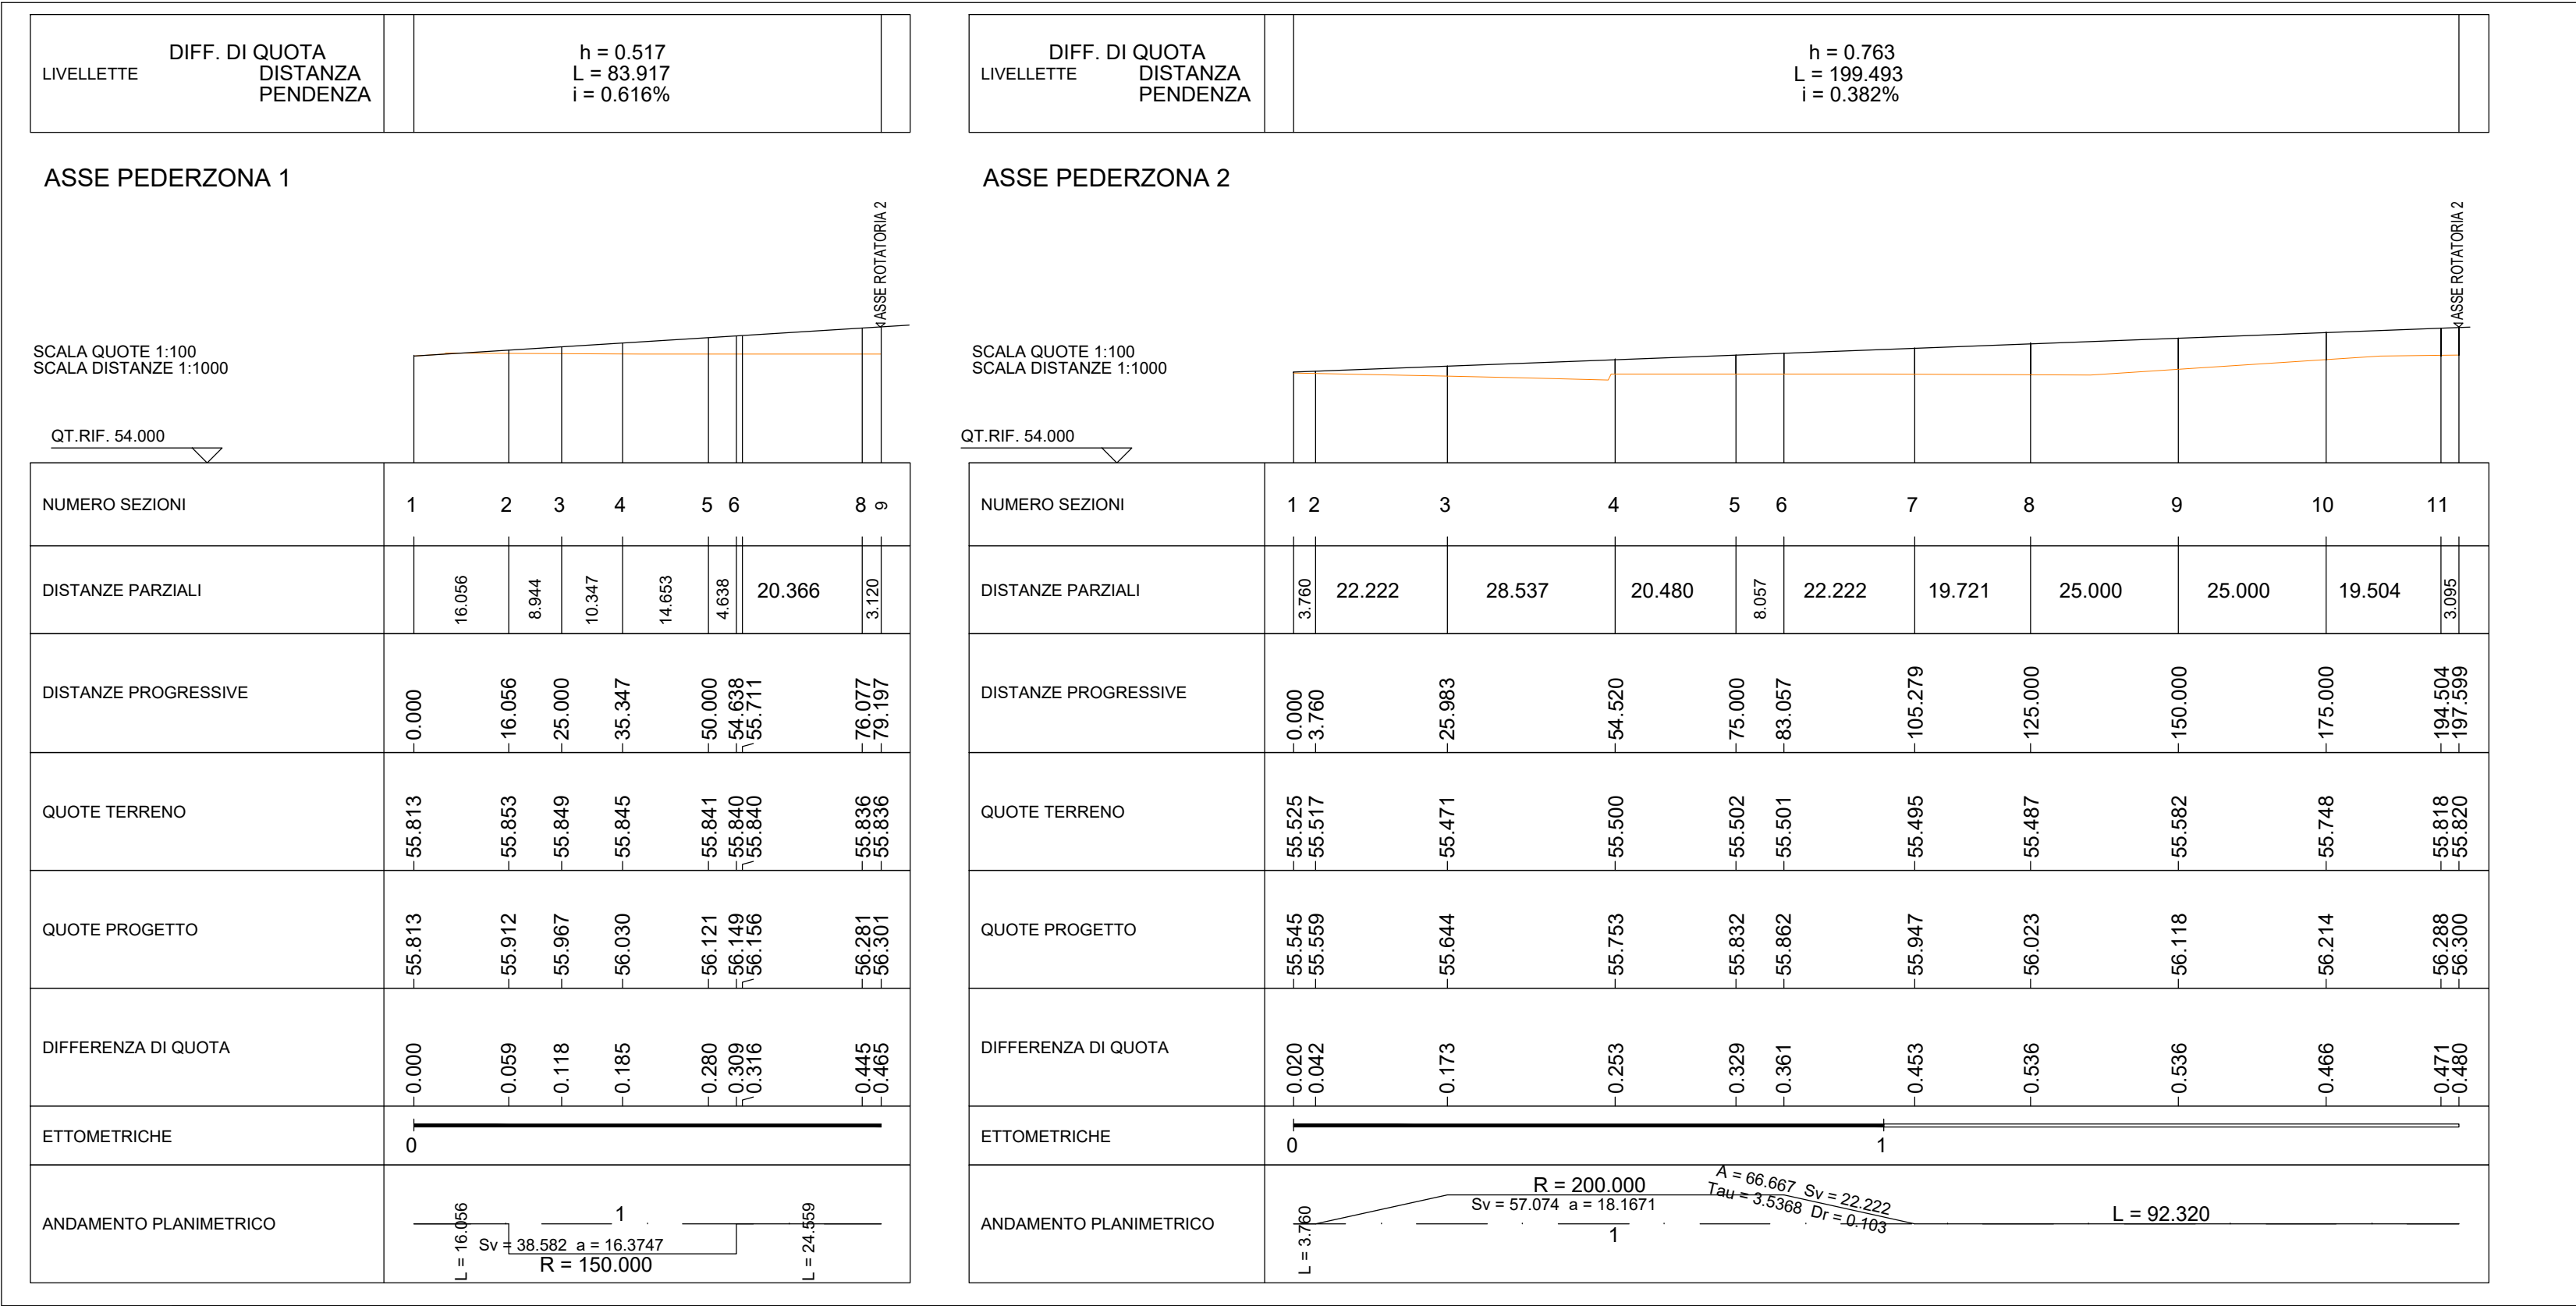 DIFF. DI QUOTA
LIVELLETTE DISTANZA
PENDENZA
h = 0.517
L = 83.917
i = 0.616%
ASSE PEDERZONA 1
ASSE ROTATORIA 2
SCALA QUOTE 1:100
SCALA DISTANZE 1:1000
QT.RIF. 54.000
NUMERO SEZIONI 1 2 3 4 5 6 8 9
DISTANZE PARZIALI 16.056 8.944 10.347 14.653 4.638 20.366 3.120
DISTANZE PROGRESSIVE 0.000 16.056 25.000 35.347 50.000 54.638 55.711 76.077 79.197
QUOTE TERRENO 55.813 55.853 55.849 55.845 55.841 55.840 55.840 55.836 55.836
QUOTE PROGETTO 55.813 55.912 55.967 56.030 56.121 56.149 56.156 56.281 56.301
DIFFERENZA DI QUOTA 0.000 0.059 0.118 0.185 0.280 0.309 0.316 0.445 0.465
ETTOMETRICHE 0
ANDAMENTO PLANIMETRICO L = 16.056 1 L = 24.559
Sv = 38.582 a = 16.3747
R = 150.000
DIFF. DI QUOTA
LIVELLETTE DISTANZA
PENDENZA
h = 0.763
L = 199.493
i = 0.382%
ASSE PEDERZONA 2
ASSE ROTATORIA 2
SCALA QUOTE 1:100
SCALA DISTANZE 1:1000
QT.RIF. 54.000
NUMERO SEZIONI 1 2 3 4 5 6 7 8 9 10 11
DISTANZE PARZIALI 3.760 22.222 28.537 20.480 8.057 22.222 19.721 25.000 25.000 19.504 3.095
DISTANZE PROGRESSIVE 0.000 3.760 25.983 54.520 75.000 83.057 105.279 125.000 150.000 175.000 194.504 197.599
QUOTE TERRENO 55.525 55.517 55.471 55.500 55.502 55.501 55.495 55.487 55.582 55.748 55.818 55.820
QUOTE PROGETTO 55.545 55.559 55.644 55.753 55.832 55.862 55.947 56.023 56.118 56.214 56.288 56.300
DIFFERENZA DI QUOTA 0.020 0.042 0.173 0.253 0.329 0.361 0.453 0.536 0.536 0.466 0.471 0.480
ETTOMETRICHE 0 1
ANDAMENTO PLANIMETRICO L = 3.760
R = 200.000
Sv = 57.074 a = 18.1671
1
A = 66.667 Sv = 22.222
Tau = 3.5368 Dr = 0.103
L = 92.320